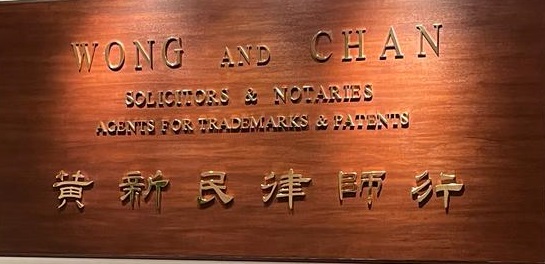 WONG AND CHAN
SOLICITORS & NOTARIES
AGENTS FOR TRADEMARKS & PATENTS
黃新民律師行